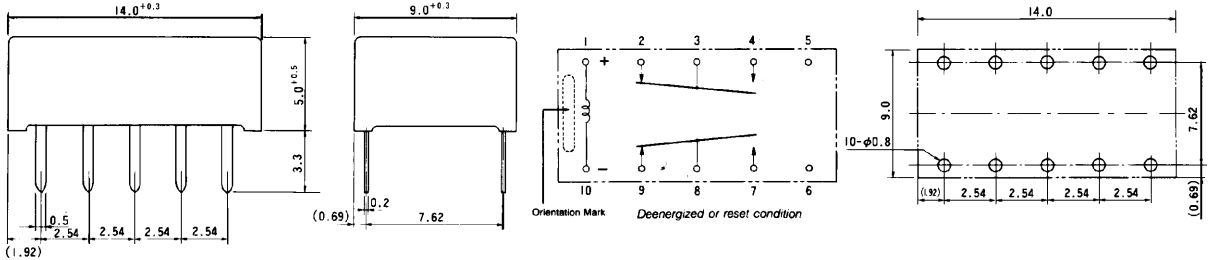 14.0+0.3
5.0+0.5
3.3
0.5
2.54 2.54 2.54 2.54
(1.92)
9.0+0.3
0.2
(0.69)
7.62
1 2 3 4 5
+
−
10 9 8 7 6
Orientation Mark
Deenergized or reset condition
14.0
9.0
7.62
10-φ0.8
(1.92) 2.54 2.54 2.54 2.54
(0.69)